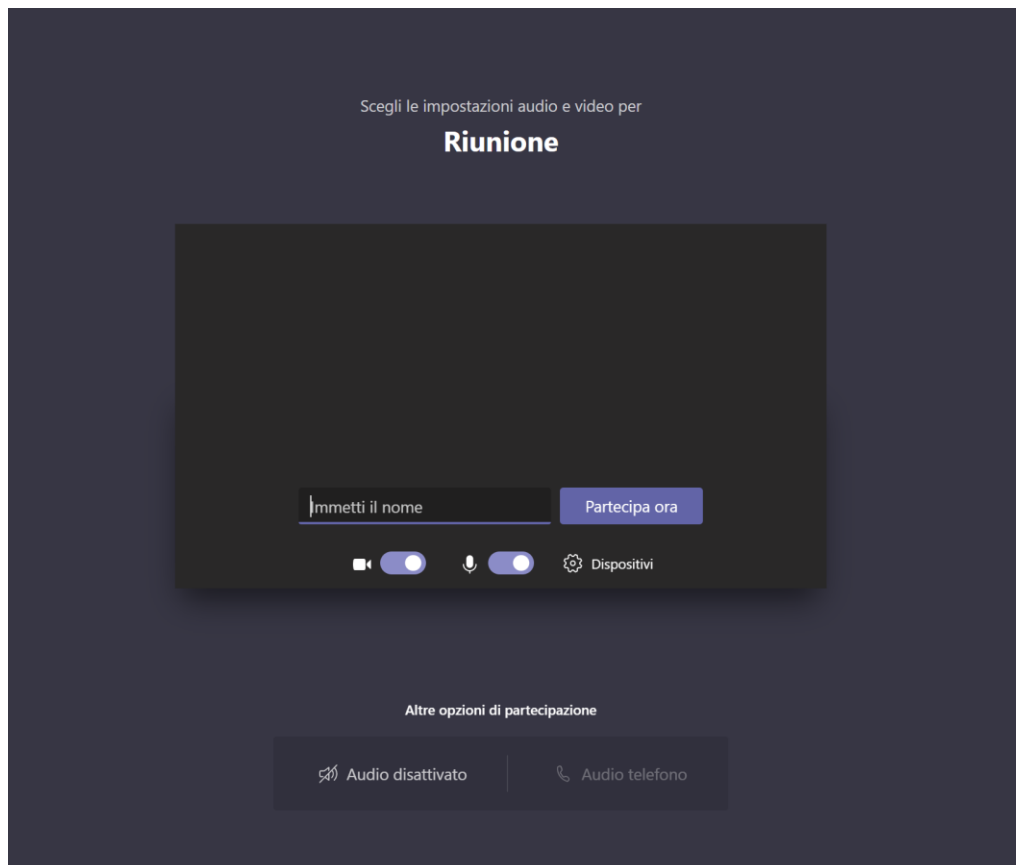 Scegli le impostazioni audio e video per
Riunione
Immetti il nome
Partecipa ora
Dispositivi
Altre opzioni di partecipazione
Audio disattivato
Audio telefono